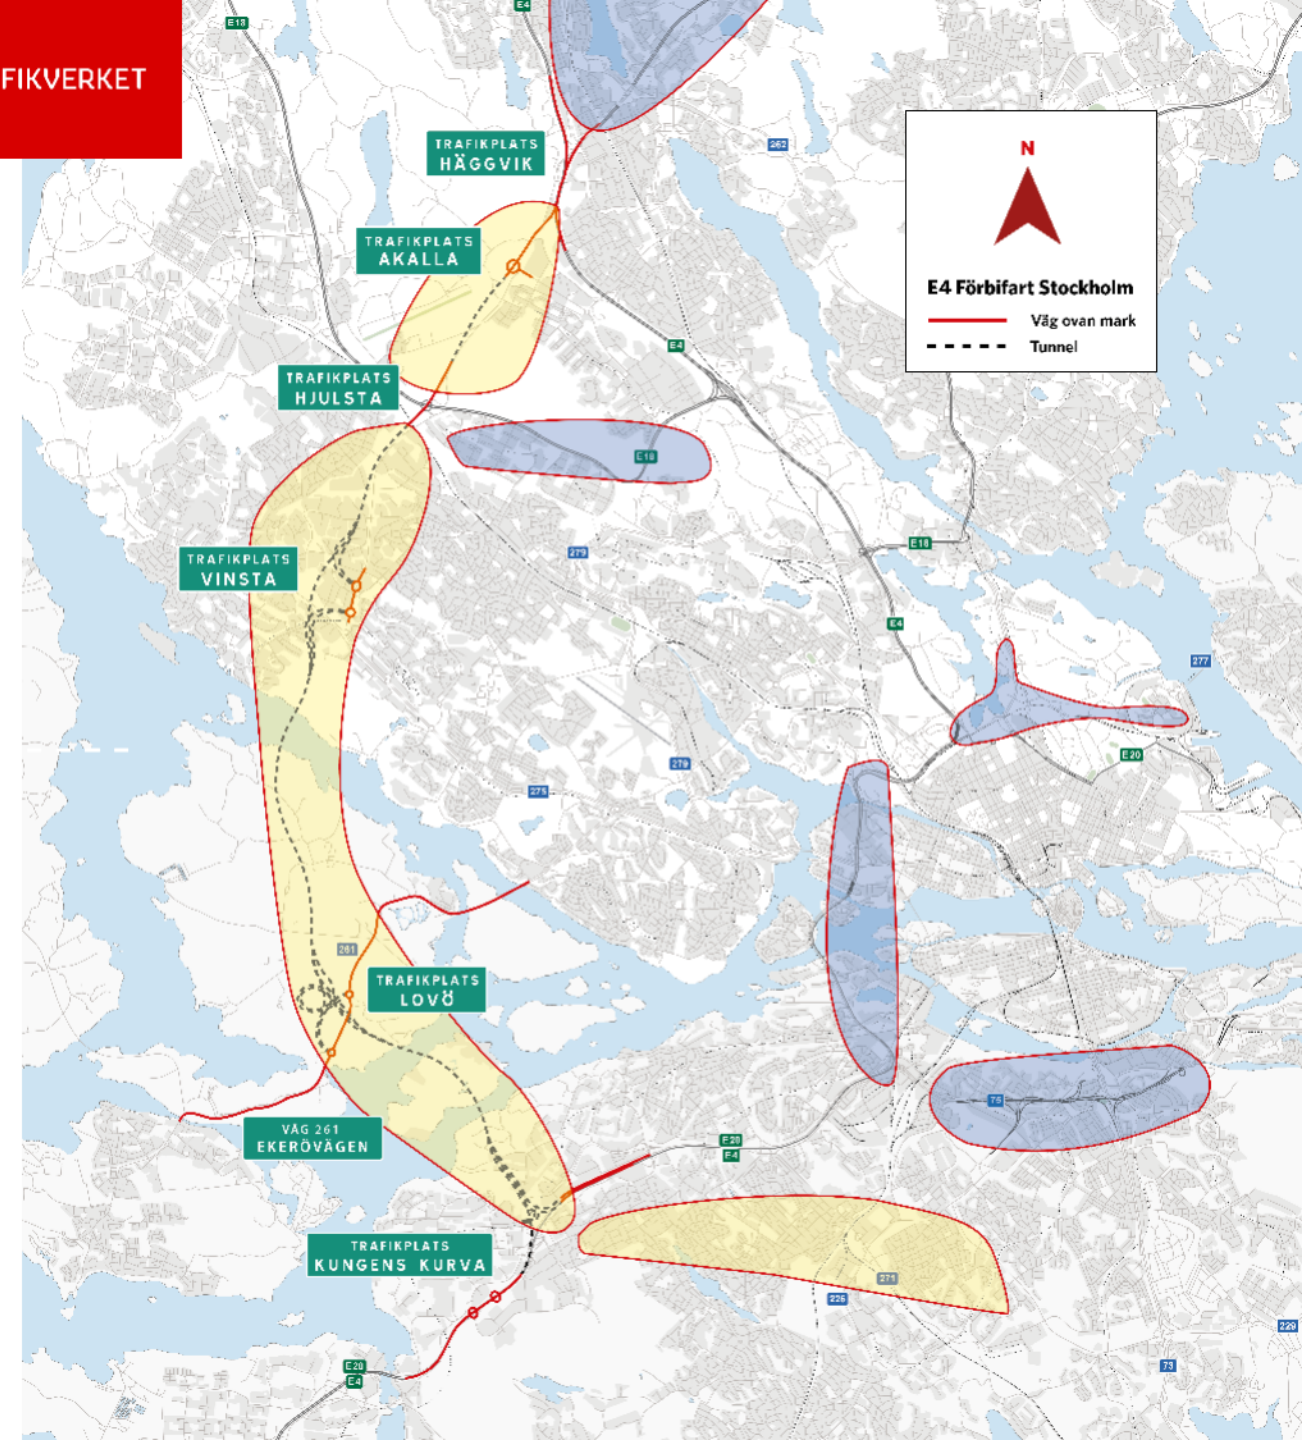 E4
E18
FIKVERKET
TRAFIKPLATS
HÄGGVIK
262
N
TRAFIKPLATS
AKALLA
E4 Förbifart Stockholm
Väg ovan mark
Tunnel
E4
TRAFIKPLATS
HJULSTA
E18
TRAFIKPLATS
VINSTA
279
E18
E4
277
279
E20
275
261
TRAFIKPLATS
LOVÖ
75
VÄG 261
EKERÖVÄGEN
E20
E4
TRAFIKPLATS
KUNGENS KURVA
271
226
229
E20
E4
73